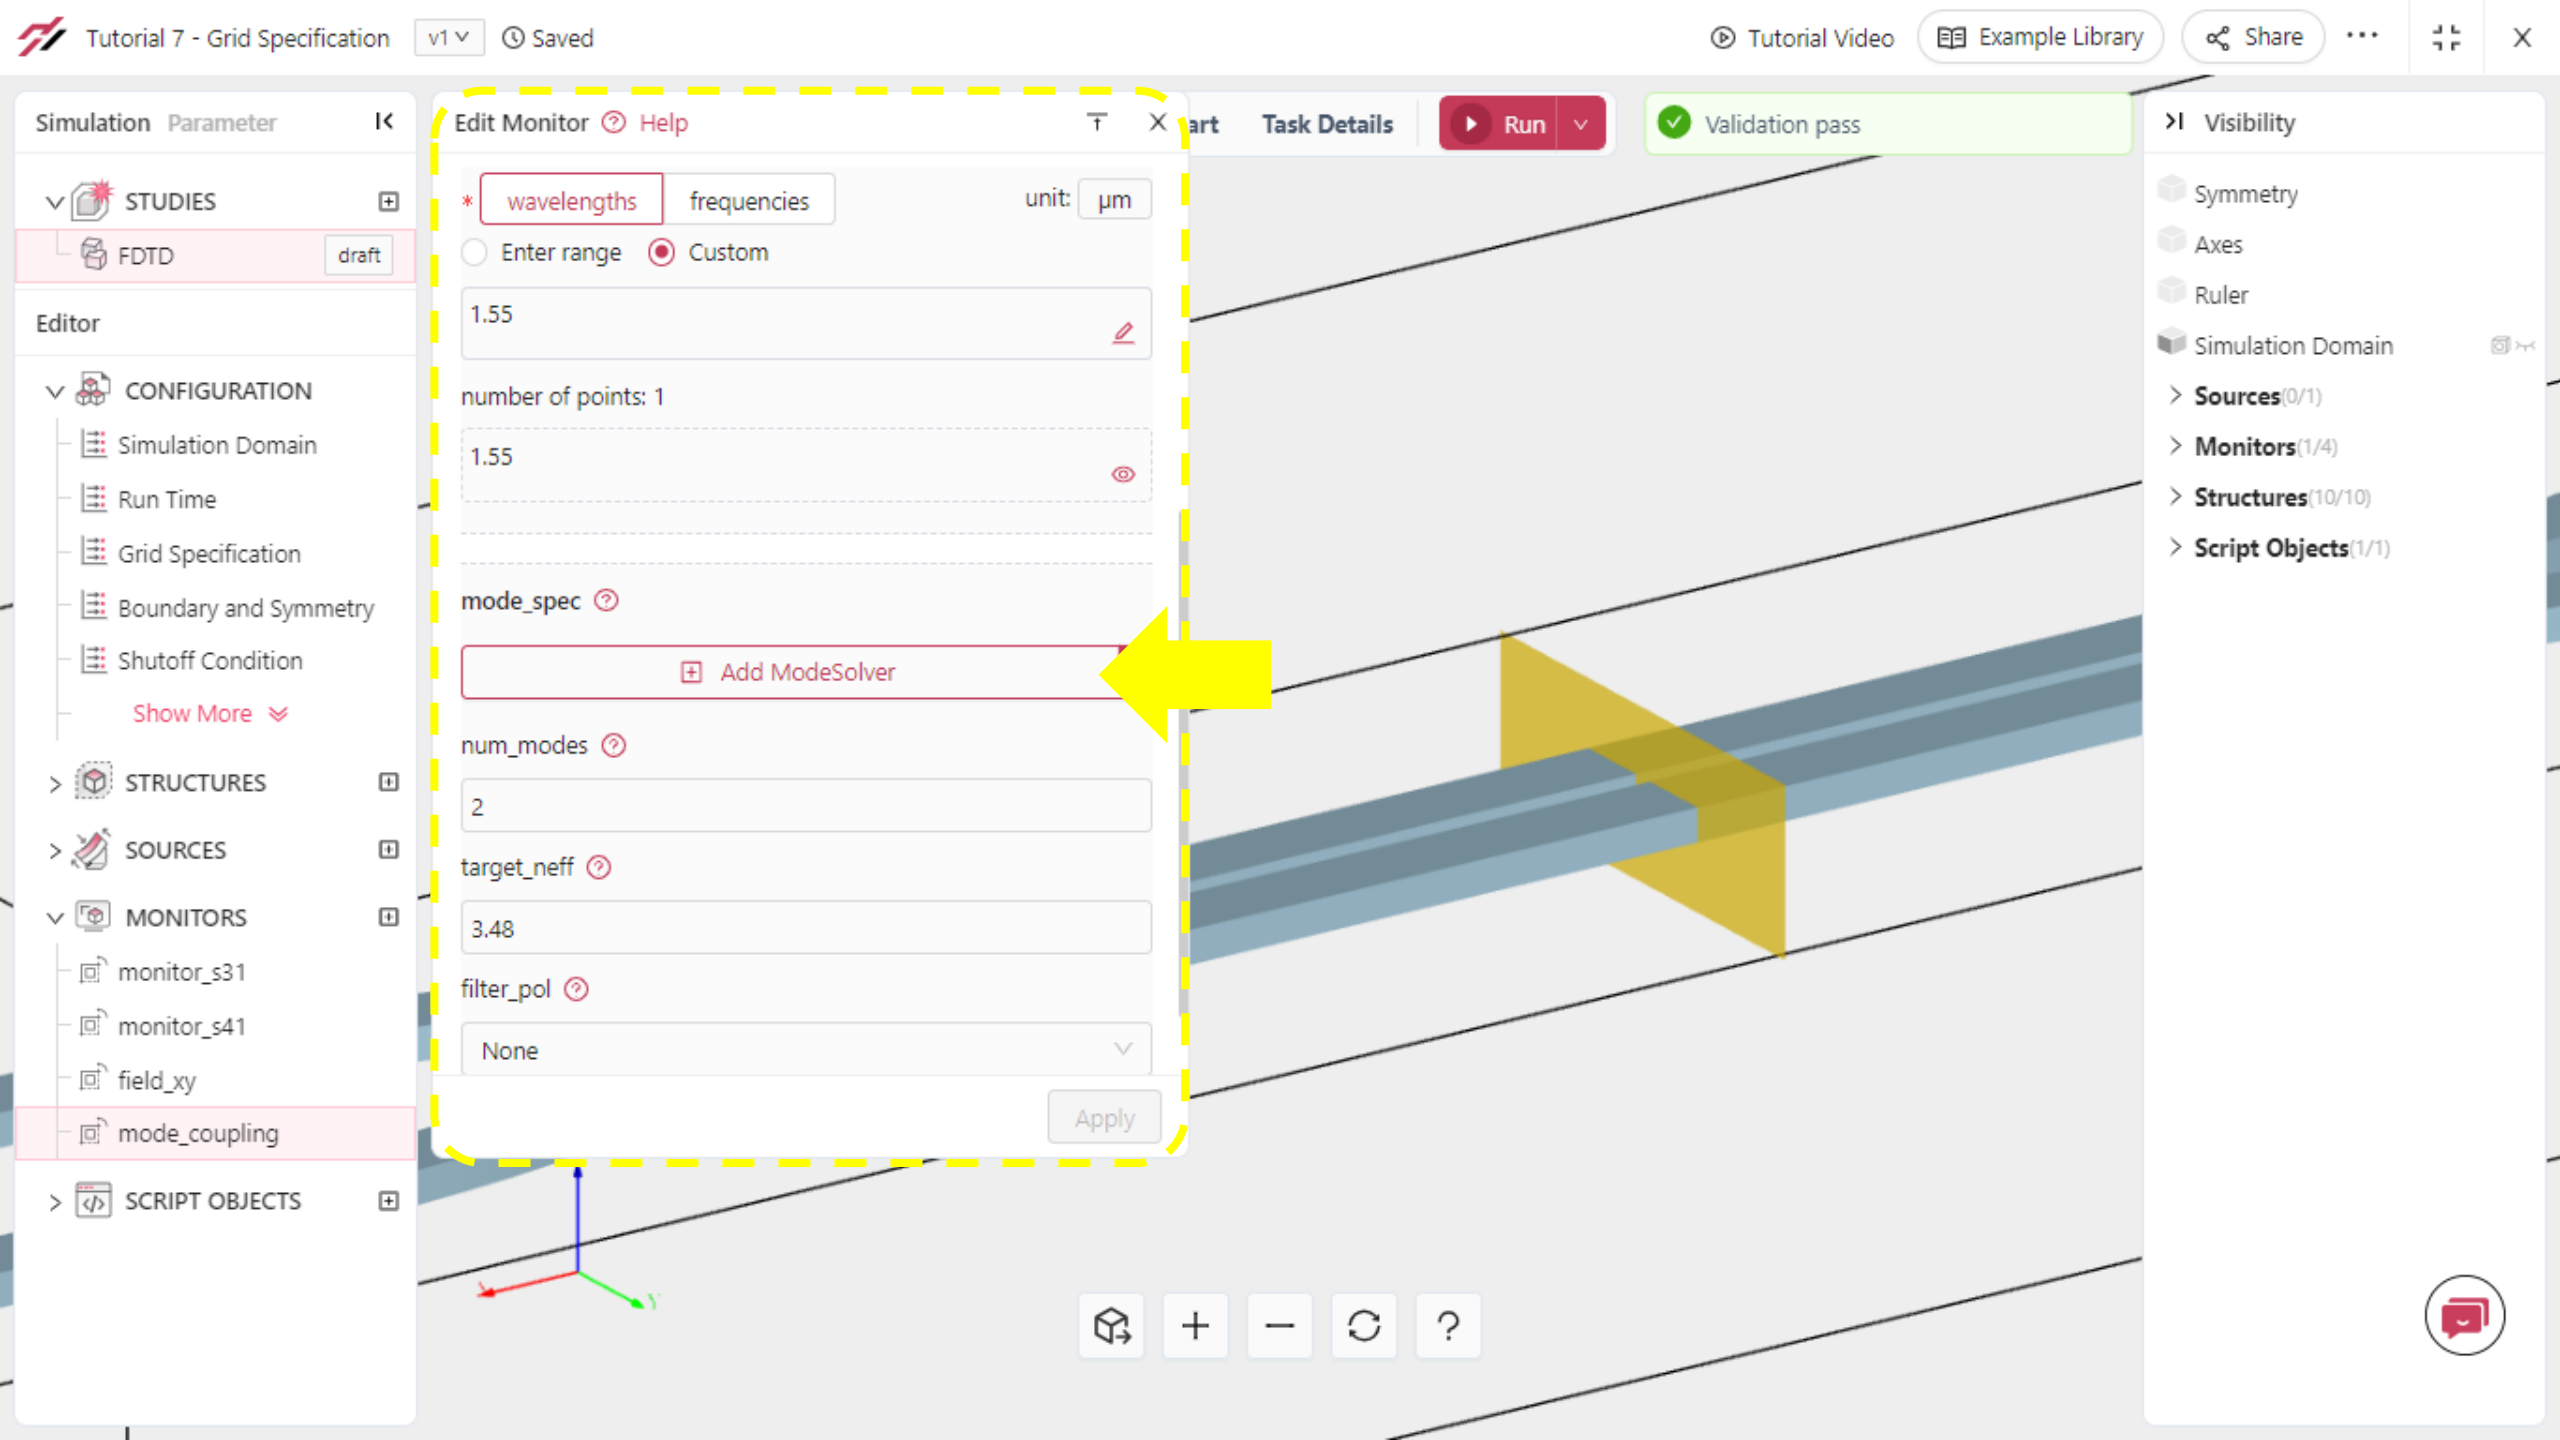 Tutorial 7 - Grid Specification
v1
Saved
Tutorial Video
Example Library
Share
Simulation Parameter
STUDIES
FDTD
draft
Editor
CONFIGURATION
Simulation Domain
Run Time
Grid Specification
Boundary and Symmetry
Shutoff Condition
Show More
STRUCTURES
SOURCES
MONITORS
monitor_s31
monitor_s41
field_xy
mode_coupling
SCRIPT OBJECTS
Edit Monitor ? Help
* wavelengths frequencies unit: μm
Enter range Custom
1.55
number of points: 1
1.55
mode_spec ?
Add ModeSolver
num_modes ?
2
target_neff ?
3.48
filter_pol ?
None
Apply
art Task Details Run
Validation pass
Y
?
Visibility
Symmetry
Axes
Ruler
Simulation Domain
Sources(0/1)
Monitors(1/4)
Structures(10/10)
Script Objects(1/1)